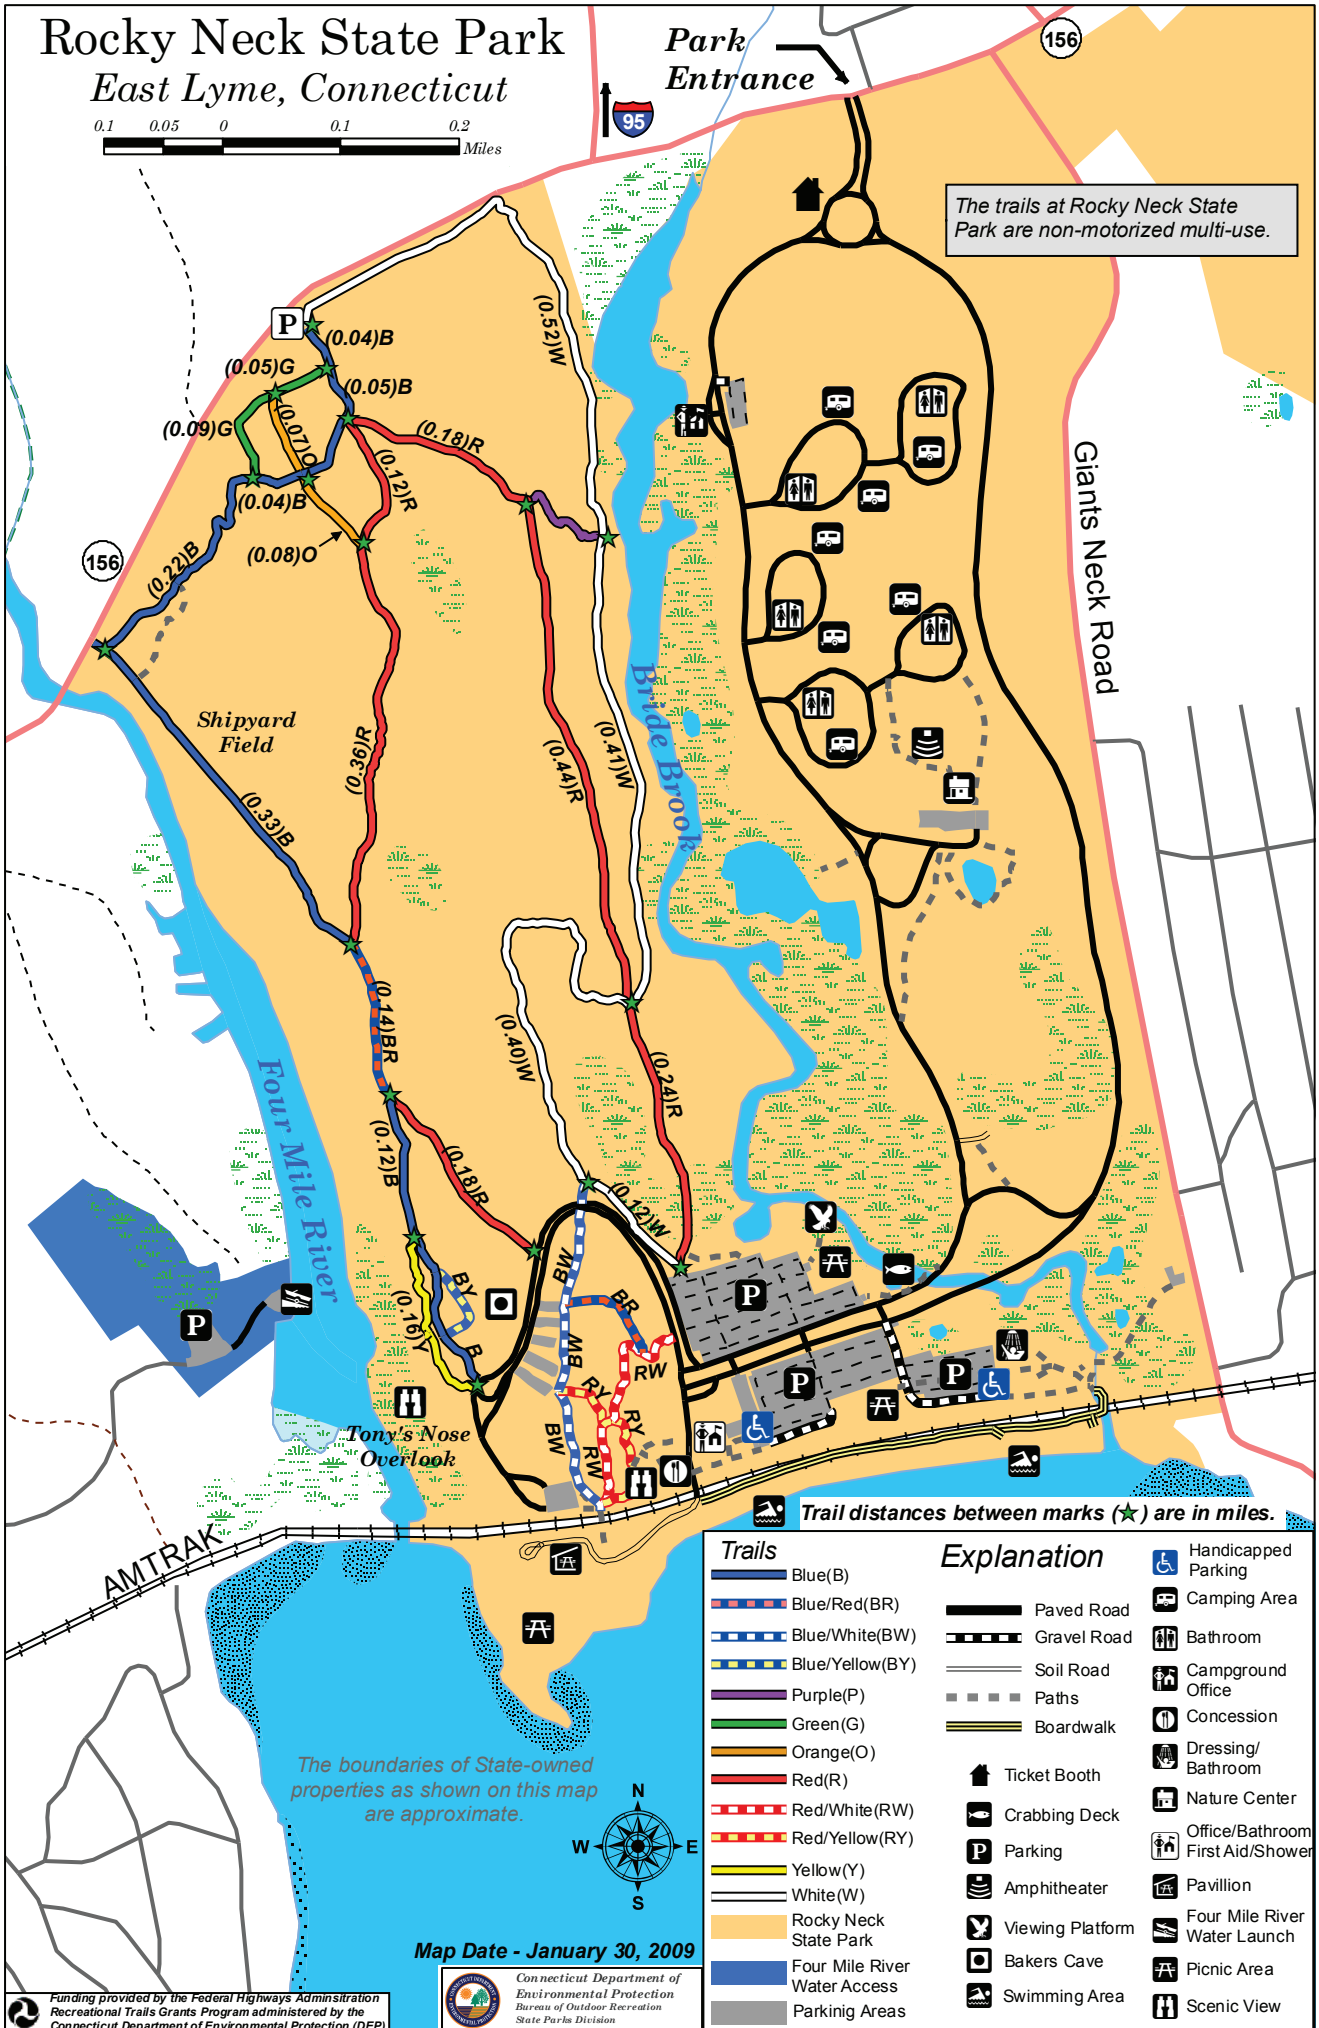 Rocky Neck State Park
East Lyme, Connecticut
0.1 0.05 0 0.1 0.2
Miles
Park
Entrance
95
156
The trails at Rocky Neck State
Park are non-motorized multi-use.
P
(0.04)B
(0.05)G
(0.05)B
(0.09)G
(0.07)O
(0.18)R
(0.12)R
(0.04)B
(0.08)O
(0.52)W
156
(0.22)B
Giants Neck Road
Shipyard
Field
(0.36)R
(0.33)B
(0.44)R
(0.41)W
Bride Brook
(0.14)BR
(0.40)W
(0.24)R
Four Mile River
(0.12)B
(0.18)R
(0.12)W
BW
BY
BR
P
P
(0.16)Y
B
BW
RW
P
P
RY
RY
BW
RW
Tony's Nose
Overlook
AMTRAK
Trail distances between marks ( ) are in miles.
Trails
Blue(B)
Blue/Red(BR)
Blue/White(BW)
Blue/Yellow(BY)
Purple(P)
Green(G)
Orange(O)
Red(R)
Red/White(RW)
Red/Yellow(RY)
Yellow(Y)
White(W)
Rocky Neck
State Park
Four Mile River
Water Access
Parkinig Areas
Explanation
Paved Road
Gravel Road
Soil Road
Paths
Boardwalk
Ticket Booth
Crabbing Deck
P Parking
Amphitheater
Viewing Platform
Bakers Cave
Swimming Area
Handicapped
Parking
Camping Area
Bathroom
Campground
Office
Concession
Dressing/
Bathroom
Nature Center
Office/Bathroom
First Aid/Shower
Pavillion
Four Mile River
Water Launch
Picnic Area
Scenic View
The boundaries of State-owned
properties as shown on this map
are approximate.
N
W E
S
Map Date - January 30, 2009
Connecticut Department of
Environmental Protection
Bureau of Outdoor Recreation
State Parks Division
Funding provided by the Federal Highways Adminsitration
Recreational Trails Grants Program administered by the
Connecticut Department of Environmental Protection (DEP)